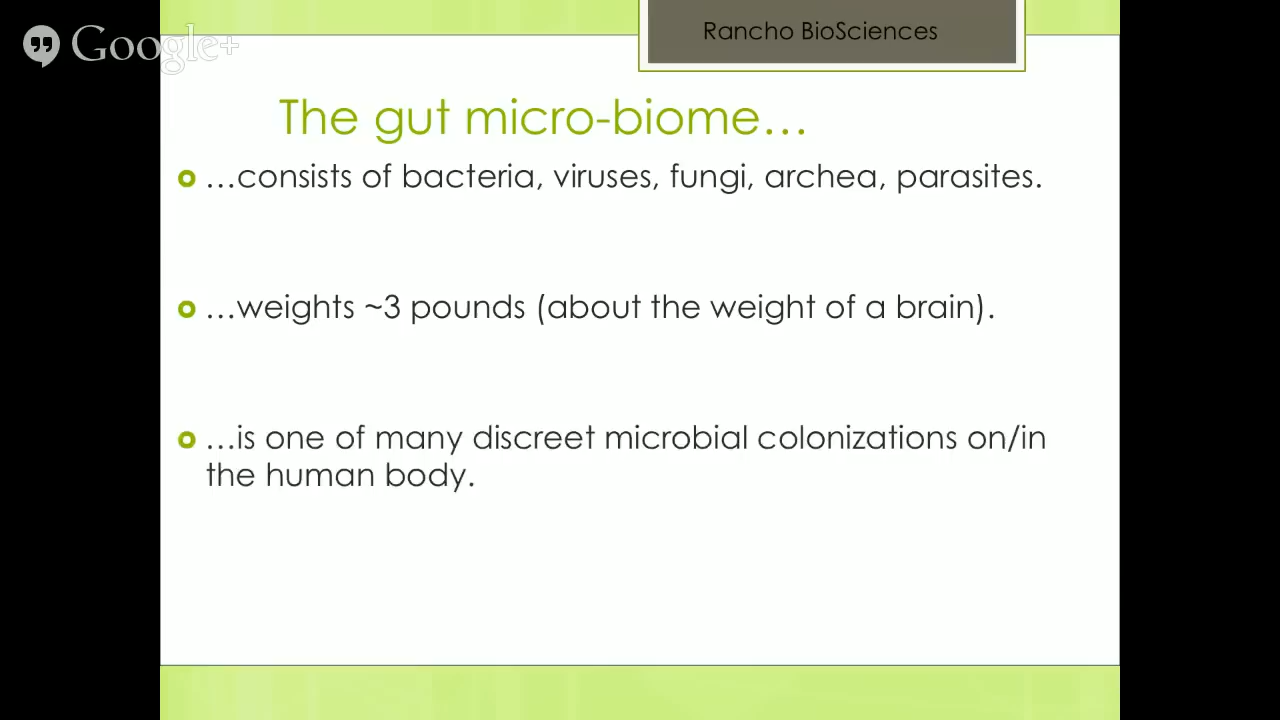 Google+
Rancho BioSciences
The gut micro-biome…
…consists of bacteria, viruses, fungi, archea, parasites.
…weights ~3 pounds (about the weight of a brain).
…is one of many discreet microbial colonizations on/in
the human body.